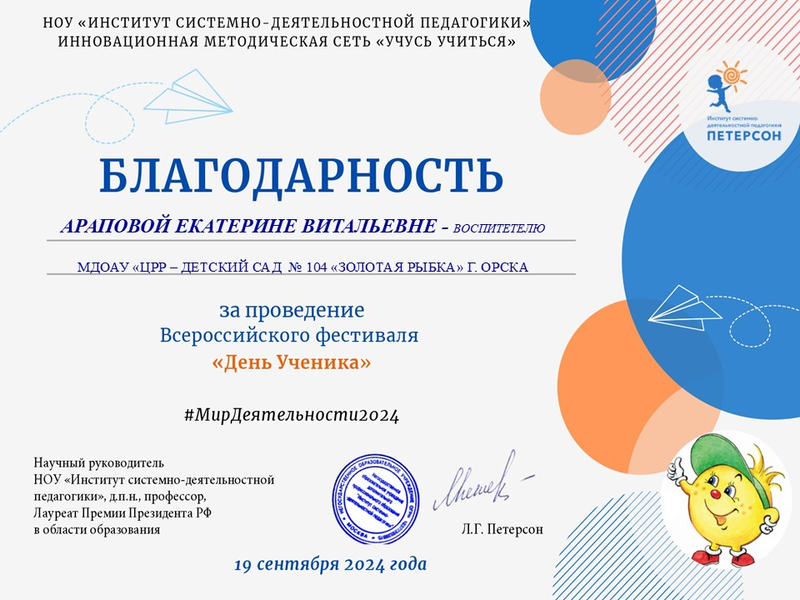 НОУ «ИНСТИТУТ СИСТЕМНО-ДЕЯТЕЛЬНОСТНОЙ ПЕДАГОГИКИ»
ИННОВАЦИОННАЯ МЕТОДИЧЕСКАЯ СЕТЬ «УЧУСЬ УЧИТЬСЯ»
Институт системно-
деятельностной педагогики
ПЕТЕРСОН
БЛАГОДАРНОСТЬ
АРАПОВОЙ ЕКАТЕРИНЕ ВИТАЛЬЕВНЕ - ВОСПИТЕТЕЛЮ
МДОАУ «ЦРР – ДЕТСКИЙ САД № 104 «ЗОЛОТАЯ РЫБКА» Г. ОРСКА
за проведение
Всероссийского фестиваля
«День Ученика»
#МирДеятельности2024
Научный руководитель
НОУ «Институт системно-деятельностной
педагогики», д.п.н., профессор,
Лауреат Премии Президента РФ
в области образования
Л.Г. Петерсон
19 сентября 2024 года